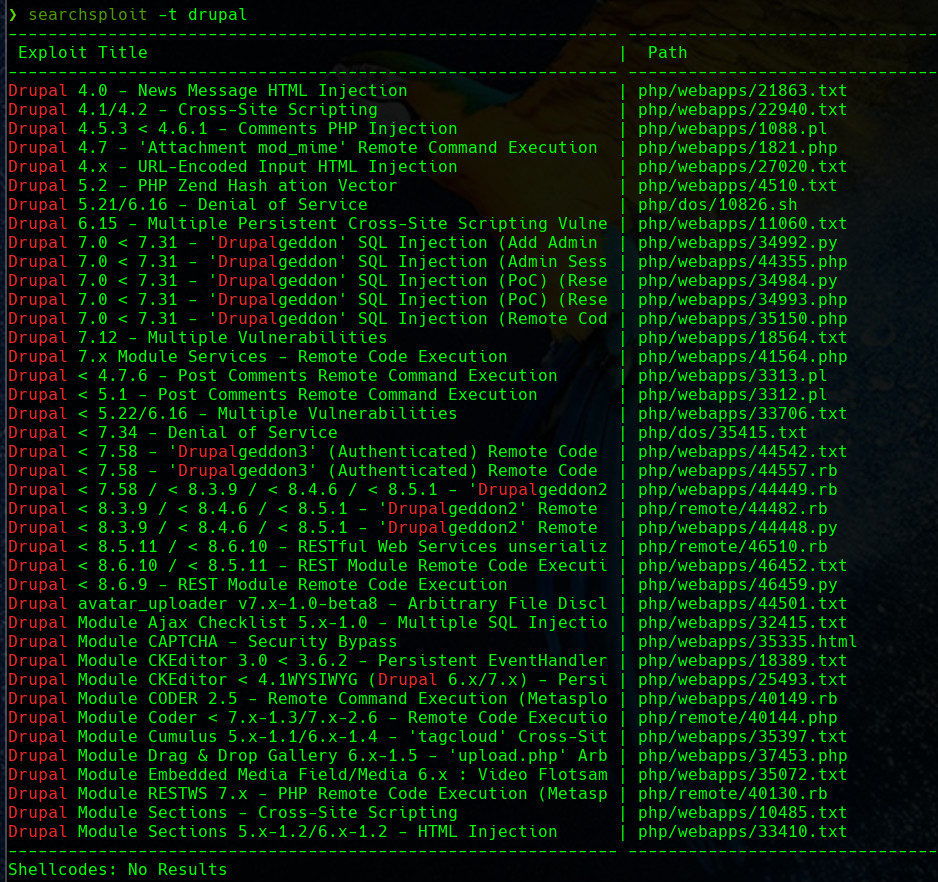 ❯ searchsploit -t drupal
--------------------------------------------------------------- --------------------------------
 Exploit Title                                                 |  Path
--------------------------------------------------------------- --------------------------------
Drupal 4.0 - News Message HTML Injection                       | php/webapps/21863.txt
Drupal 4.1/4.2 - Cross-Site Scripting                          | php/webapps/22940.txt
Drupal 4.5.3 < 4.6.1 - Comments PHP Injection                  | php/webapps/1088.pl
Drupal 4.7 - 'Attachment mod_mime' Remote Command Execution    | php/webapps/1821.php
Drupal 4.x - URL-Encoded Input HTML Injection                  | php/webapps/27020.txt
Drupal 5.2 - PHP Zend Hash ation Vector                        | php/webapps/4510.txt
Drupal 5.21/6.16 - Denial of Service                           | php/dos/10826.sh
Drupal 6.15 - Multiple Persistent Cross-Site Scripting Vulne   | php/webapps/11060.txt
Drupal 7.0 < 7.31 - 'Drupalgeddon' SQL Injection (Add Admin    | php/webapps/34992.py
Drupal 7.0 < 7.31 - 'Drupalgeddon' SQL Injection (Admin Sess   | php/webapps/44355.php
Drupal 7.0 < 7.31 - 'Drupalgeddon' SQL Injection (PoC) (Rese   | php/webapps/34984.py
Drupal 7.0 < 7.31 - 'Drupalgeddon' SQL Injection (PoC) (Rese   | php/webapps/34993.php
Drupal 7.0 < 7.31 - 'Drupalgeddon' SQL Injection (Remote Cod   | php/webapps/35150.php
Drupal 7.12 - Multiple Vulnerabilities                         | php/webapps/18564.txt
Drupal 7.x Module Services - Remote Code Execution             | php/webapps/41564.php
Drupal < 4.7.6 - Post Comments Remote Command Execution        | php/webapps/3313.pl
Drupal < 5.1 - Post Comments Remote Command Execution          | php/webapps/3312.pl
Drupal < 5.22/6.16 - Multiple Vulnerabilities                  | php/webapps/33706.txt
Drupal < 7.34 - Denial of Service                              | php/dos/35415.txt
Drupal < 7.58 - 'Drupalgeddon3' (Authenticated) Remote Code    | php/webapps/44542.txt
Drupal < 7.58 - 'Drupalgeddon3' (Authenticated) Remote Code    | php/webapps/44557.rb
Drupal < 7.58 / < 8.3.9 / < 8.4.6 / < 8.5.1 - 'Drupalgeddon2   | php/webapps/44449.rb
Drupal < 8.3.9 / < 8.4.6 / < 8.5.1 - 'Drupalgeddon2' Remote    | php/remote/44482.rb
Drupal < 8.3.9 / < 8.4.6 / < 8.5.1 - 'Drupalgeddon2' Remote    | php/webapps/44448.py
Drupal < 8.5.11 / < 8.6.10 - RESTful Web Services unserializ   | php/remote/46510.rb
Drupal < 8.6.10 / < 8.5.11 - REST Module Remote Code Executi   | php/webapps/46452.txt
Drupal < 8.6.9 - REST Module Remote Code Execution             | php/webapps/46459.py
Drupal avatar_uploader v7.x-1.0-beta8 - Arbitrary File Discl   | php/webapps/44501.txt
Drupal Module Ajax Checklist 5.x-1.0 - Multiple SQL Injectio   | php/webapps/32415.txt
Drupal Module CAPTCHA - Security Bypass                        | php/webapps/35335.html
Drupal Module CKEditor 3.0 < 3.6.2 - Persistent EventHandler   | php/webapps/18389.txt
Drupal Module CKEditor < 4.1WYSIWYG (Drupal 6.x/7.x) - Persi   | php/webapps/25493.txt
Drupal Module CODER 2.5 - Remote Command Execution (Metasplo   | php/webapps/40149.rb
Drupal Module Coder < 7.x-1.3/7.x-2.6 - Remote Code Executio   | php/remote/40144.php
Drupal Module Cumulus 5.x-1.1/6.x-1.4 - 'tagcloud' Cross-Sit   | php/webapps/35397.txt
Drupal Module Drag & Drop Gallery 6.x-1.5 - 'upload.php' Arb   | php/webapps/37453.php
Drupal Module Embedded Media Field/Media 6.x : Video Flotsam   | php/webapps/35072.txt
Drupal Module RESTWS 7.x - PHP Remote Code Execution (Metasp   | php/remote/40130.rb
Drupal Module Sections - Cross-Site Scripting                  | php/webapps/10485.txt
Drupal Module Sections 5.x-1.2/6.x-1.2 - HTML Injection        | php/webapps/33410.txt
--------------------------------------------------------------- --------------------------------
Shellcodes: No Results